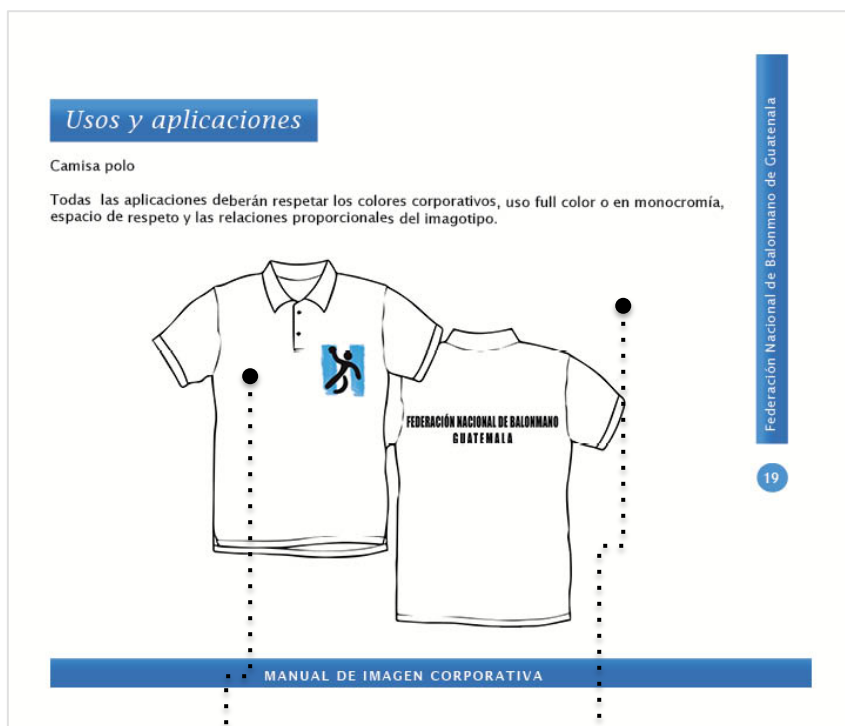 Usos y aplicaciones
Camisa polo
Todas las aplicaciones deberán respetar los colores corporativos, uso full color o en monocromía,
espacio de respeto y las relaciones proporcionales del imagotipo.
FEDERACIÓN NACIONAL DE BALONMANO
GUATEMALA
Federación Nacional de Balonmano de Guatenala
19
MANUAL DE IMAGEN CORPORATIVA